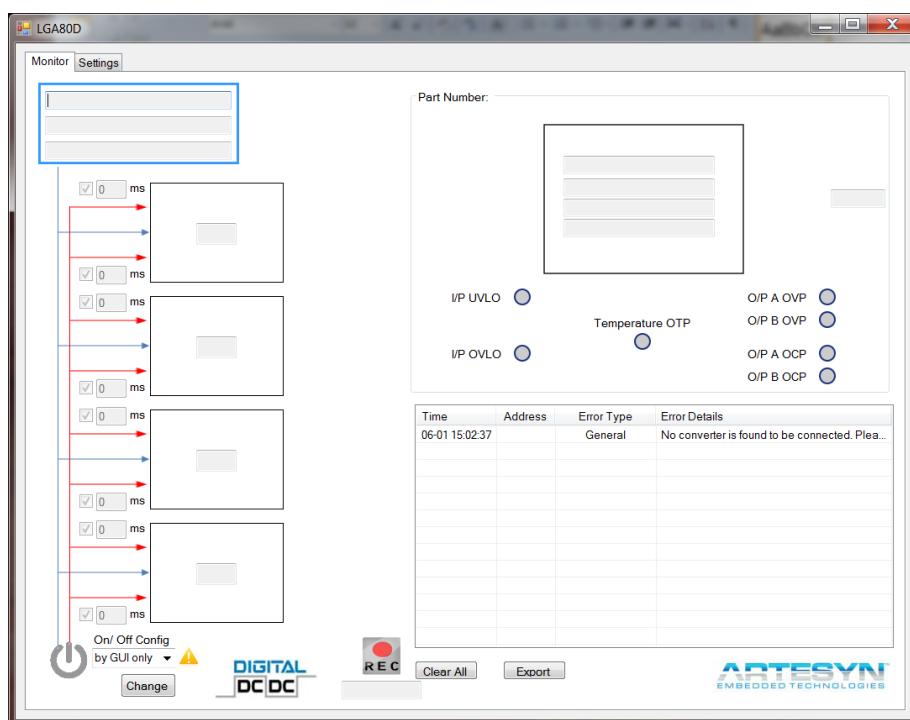 LGA80D
Monitor Settings
Part Number:
0 ms
0 ms
0 ms
0 ms
0 ms
0 ms
0 ms
0 ms
On/ Off Config
by GUI only
Change
DIGITAL
DC DC
REC
I/P UVLO
I/P OVLO
Temperature OTP
O/P A OVP
O/P B OVP
O/P A OCP
O/P B OCP
Time Address Error Type Error Details
06-01 15:02:37 General No converter is found to be connected. Plea...
Clear All Export
ARTESYN
EMBEDDED TECHNOLOGIES